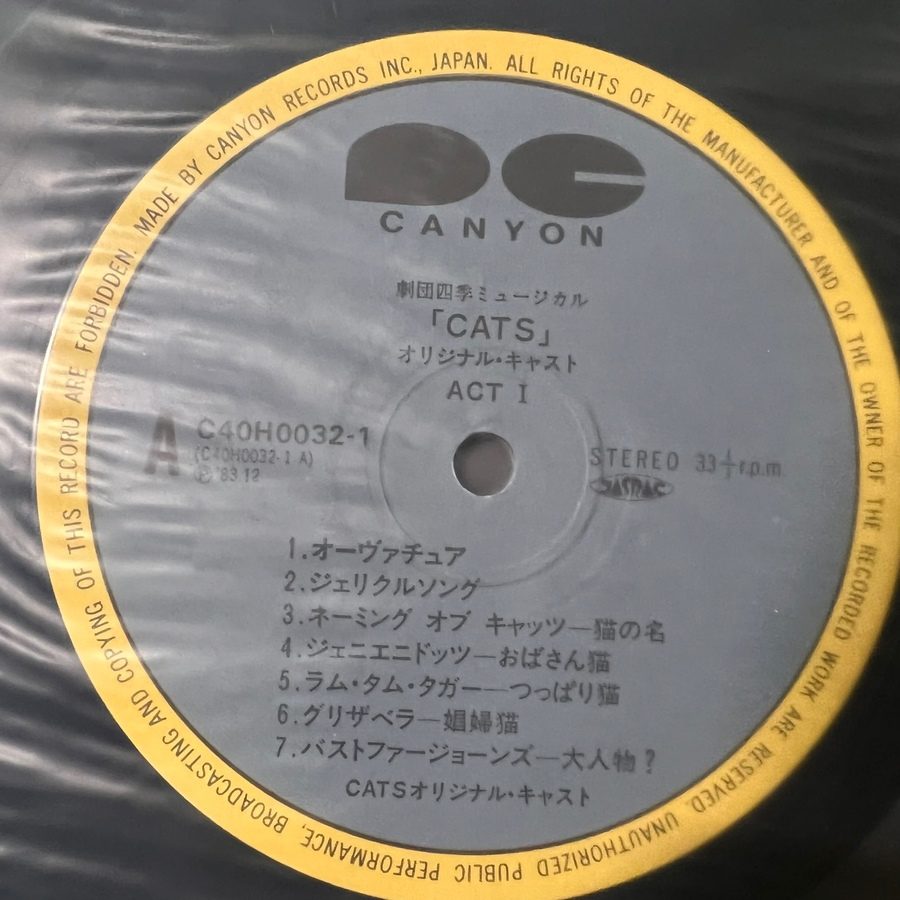 MADE BY CANYON RECORDS INC., JAPAN. ALL RIGHTS OF THE MANUFACTURER AND OF THE OWNER OF THE RECORDED WORK ARE RESERVED. UNAUTHORIZED PUBLIC PERFORMANCE, BROADCASTING AND COPYING OF THIS RECORD ARE FORBIDDEN.
CANYON
劇団四季ミュージカル
「CATS」
オリジナル・キャスト
ACT I
A
C40H0032-1
(C40H0032-1 A)
Ⓟ '83.12
STEREO 33⅓r.p.m.
JASRAC
1.オーヴァチュア
2.ジェリクルソング
3.ネーミング オブ キャッツ—猫の名
4.ジェニエニドッツ—おばさん猫
5.ラム・タム・タガー—つっぱり猫
6.グリザベラ—娼婦猫
7.バストファージョーンズ—大人物?
CATSオリジナル・キャスト